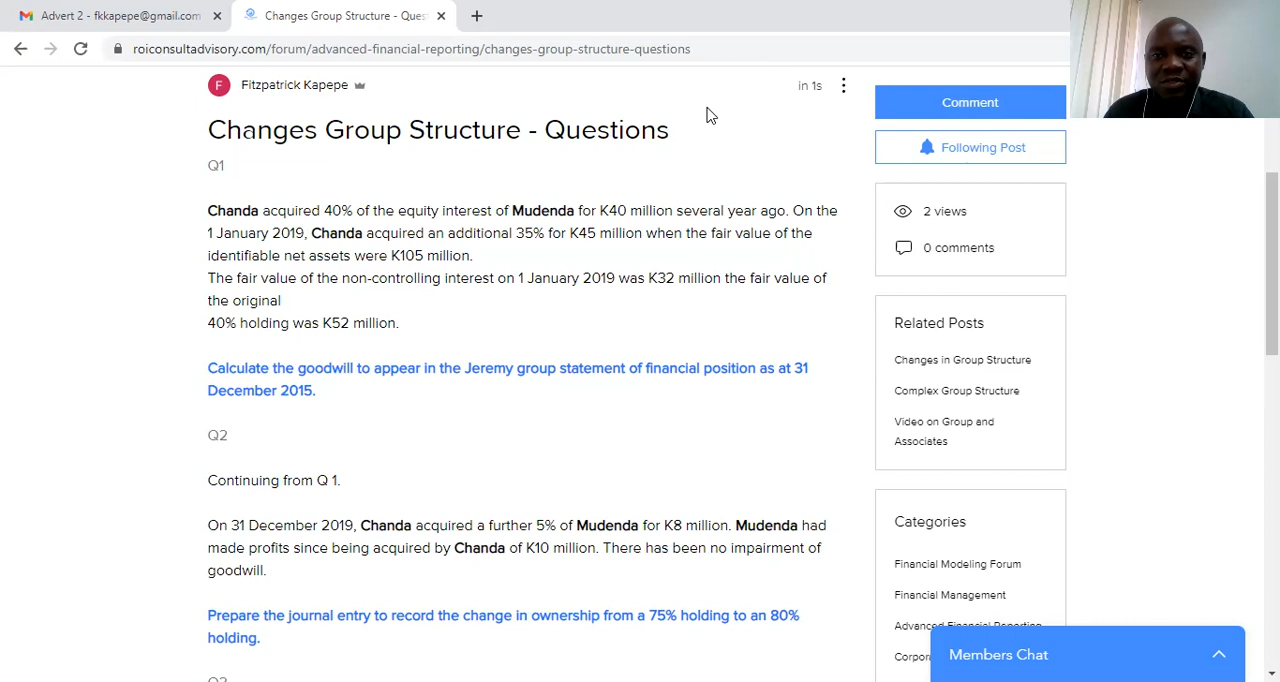 Advert 2 - fkkapepe@gmail.com
Changes Group Structure - Ques
roiconsultadvisory.com/forum/advanced-financial-reporting/changes-group-structure-questions
F
Fitzpatrick Kapepe
in 1s
Changes Group Structure - Questions
Q1
Chanda acquired 40% of the equity interest of Mudenda for K40 million several year ago. On the
1 January 2019, Chanda acquired an additional 35% for K45 million when the fair value of the
identifiable net assets were K105 million.
The fair value of the non-controlling interest on 1 January 2019 was K32 million the fair value of
the original
40% holding was K52 million.
Calculate the goodwill to appear in the Jeremy group statement of financial position as at 31
December 2015.
Q2
Continuing from Q 1.
On 31 December 2019, Chanda acquired a further 5% of Mudenda for K8 million. Mudenda had
made profits since being acquired by Chanda of K10 million. There has been no impairment of
goodwill.
Prepare the journal entry to record the change in ownership from a 75% holding to an 80%
holding.
Comment
Following Post
2 views
0 comments
Related Posts
Changes in Group Structure
Complex Group Structure
Video on Group and
Associates
Categories
Financial Modeling Forum
Financial Management
Advanced Financial Reporting
Corpor
Members Chat